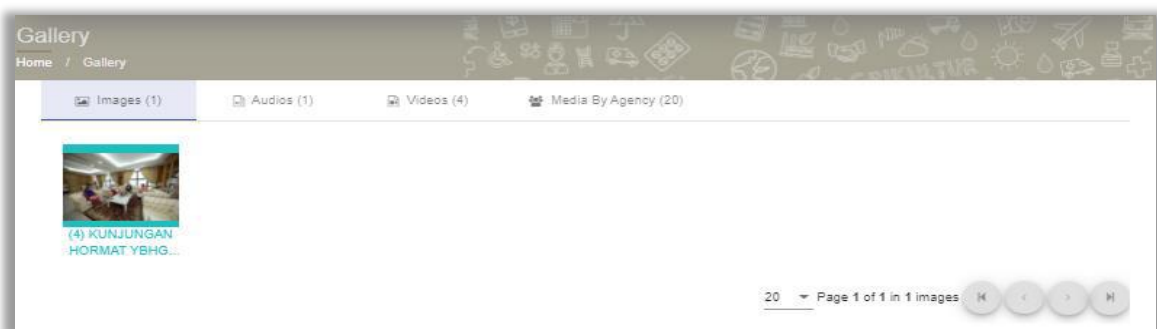 Gallery
Home / Gallery
Images (1) Audios (1) Videos (4) Media By Agency (20)
(4) KUNJUNGAN
HORMAT YBHG...
20 Page 1 of 1 in 1 images